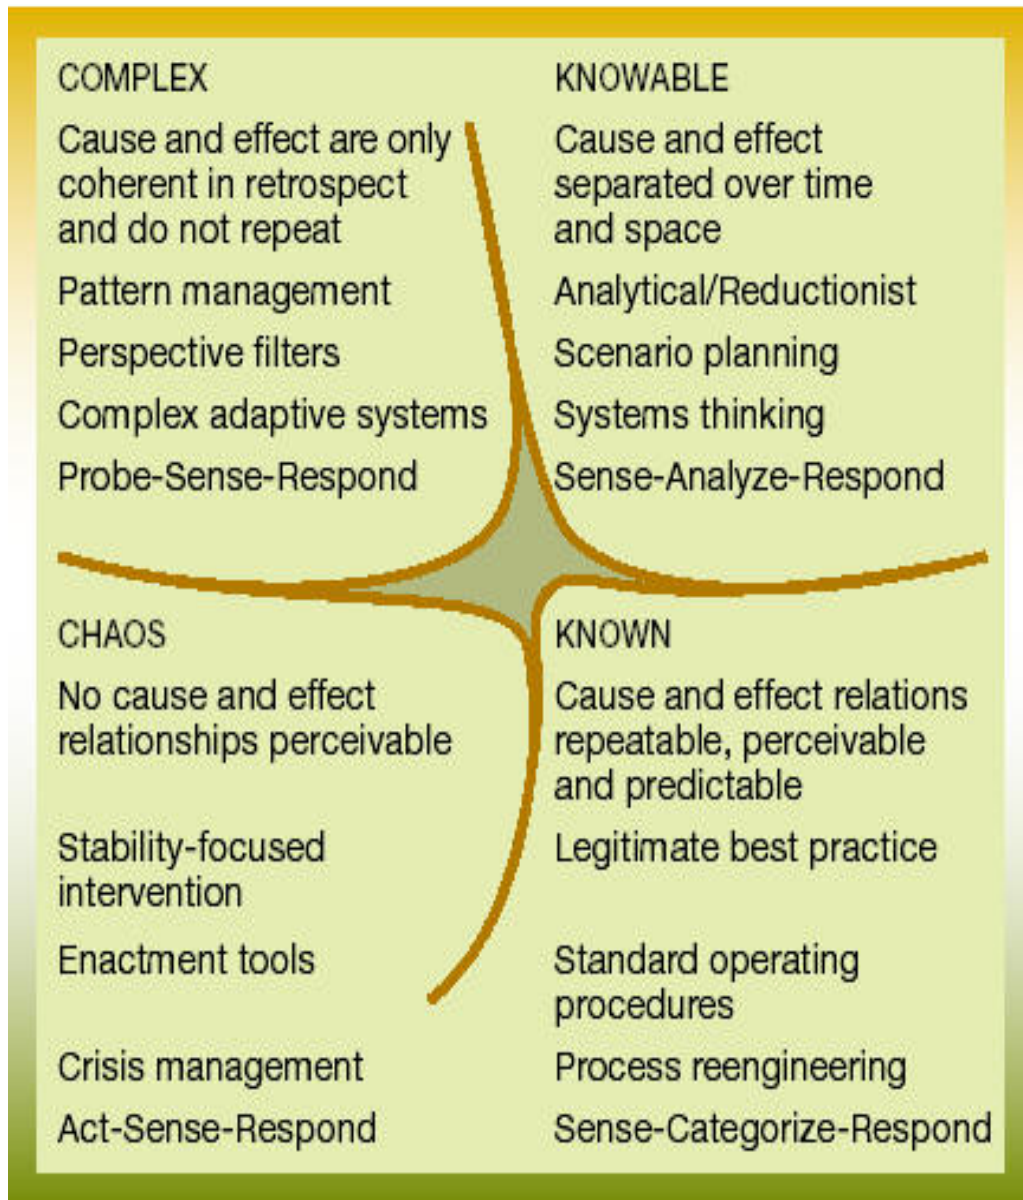 COMPLEX
Cause and effect are only
coherent in retrospect
and do not repeat
Pattern management
Perspective filters
Complex adaptive systems
Probe-Sense-Respond
KNOWABLE
Cause and effect
separated over time
and space
Analytical/Reductionist
Scenario planning
Systems thinking
Sense-Analyze-Respond
CHAOS
No cause and effect
relationships perceivable
Stability-focused
intervention
Enactment tools
Crisis management
Act-Sense-Respond
KNOWN
Cause and effect relations
repeatable, perceivable
and predictable
Legitimate best practice
Standard operating
procedures
Process reengineering
Sense-Categorize-Respond